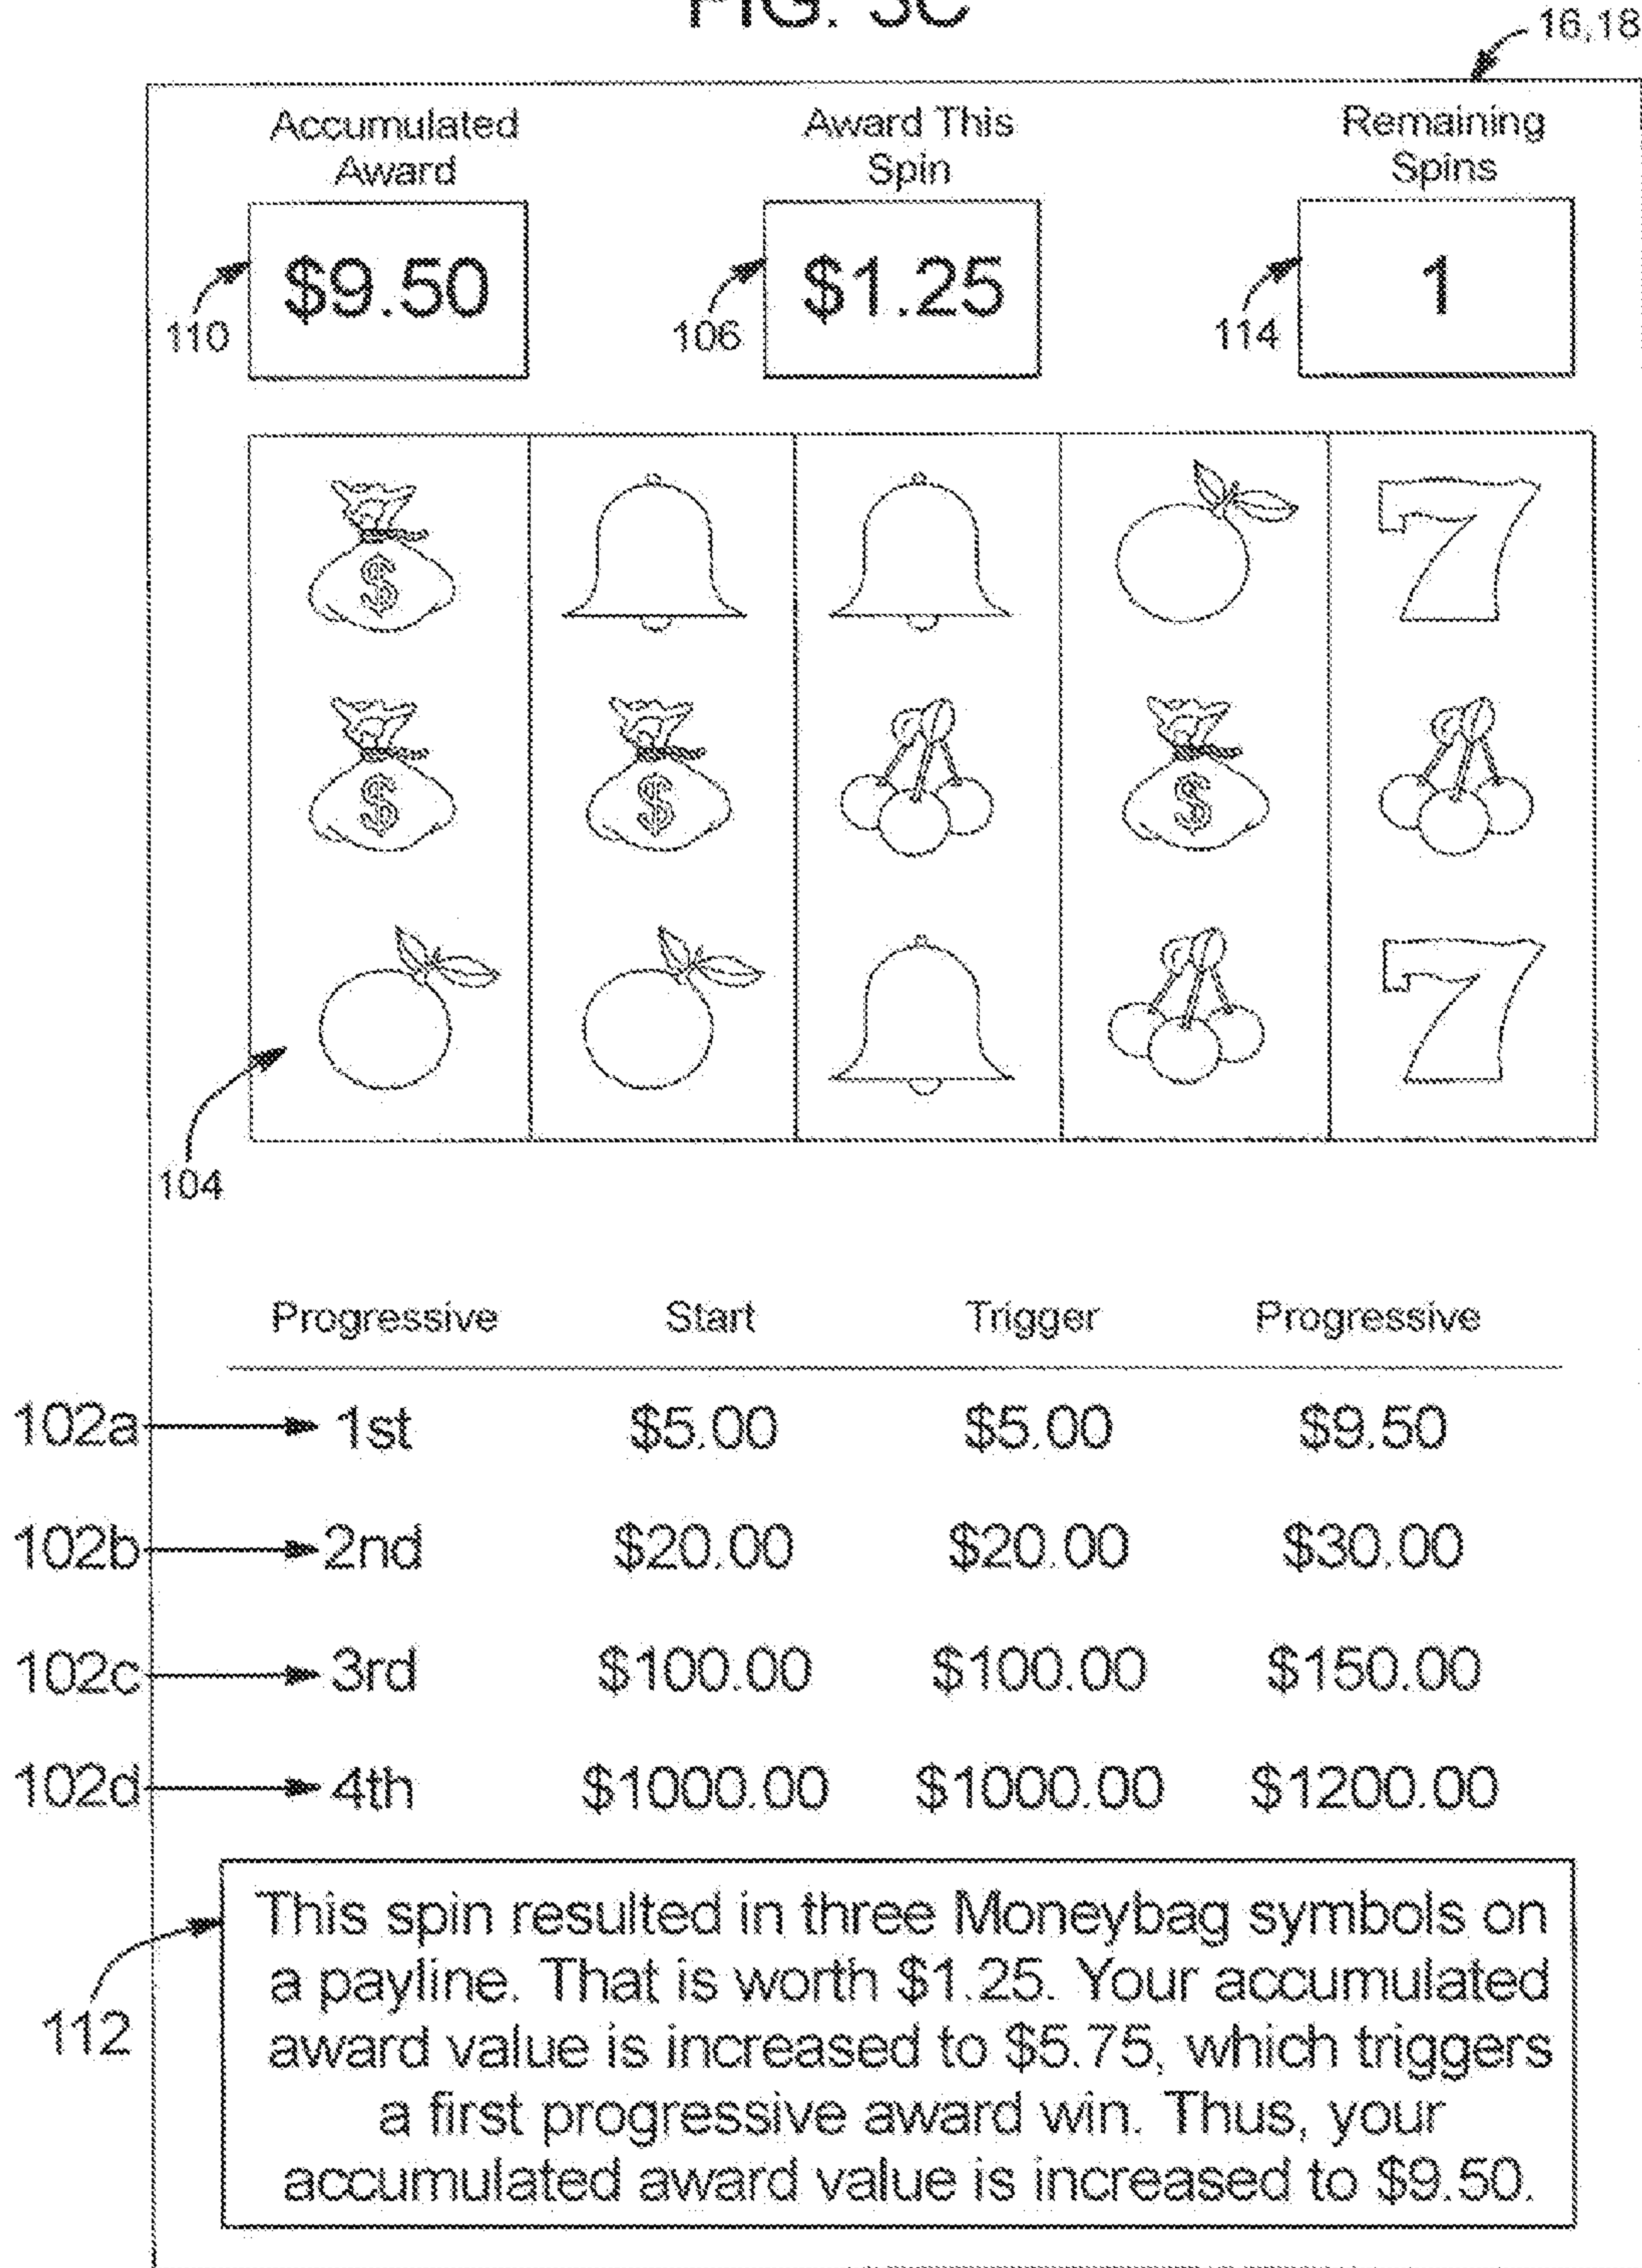 FIG. 3C
16,18
Accumulated Award This Remaining
Award Spin Spins
$9.50 $1.25 1
110 106 114
$ 7
$ $ $
7
104
Progressive Start Trigger Progressive
102a 1st $5.00 $5.00 $9.50
102b 2nd $20.00 $20.00 $30.00
102c 3rd $100.00 $100.00 $150.00
102d 4th $1000.00 $1000.00 $1200.00
This spin resulted in three Moneybag symbols on
a payline. That is worth $1.25. Your accumulated
award value is increased to $5.75, which triggers
a first progressive award win. Thus, your
accumulated award value is increased to $9.50.
112